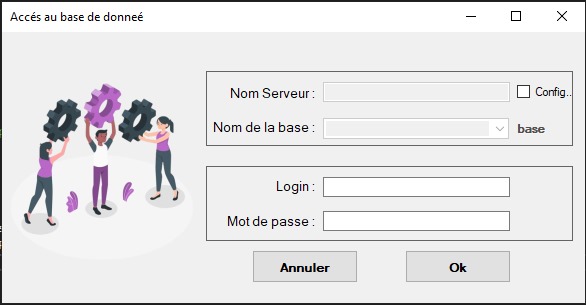 Accés au base de donneé
Nom Serveur : Config..
Nom de la base : base
Login :
Mot de passe :
Annuler Ok